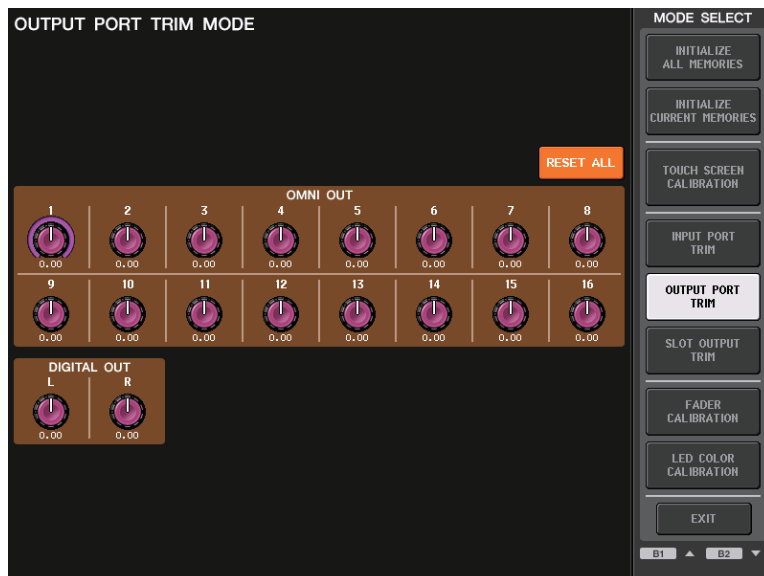 OUTPUT PORT TRIM MODE
RESET ALL
OMNI OUT
1 2 3 4 5 6 7 8
0.00 0.00 0.00 0.00 0.00 0.00 0.00 0.00
9 10 11 12 13 14 15 16
0.00 0.00 0.00 0.00 0.00 0.00 0.00 0.00
DIGITAL OUT
L R
0.00 0.00
MODE SELECT
INITIALIZE
ALL MEMORIES
INITIALIZE
CURRENT MEMORIES
TOUCH SCREEN
CALIBRATION
INPUT PORT
TRIM
OUTPUT PORT
TRIM
SLOT OUTPUT
TRIM
FADER
CALIBRATION
LED COLOR
CALIBRATION
EXIT
B1 ▲ B2 ▼